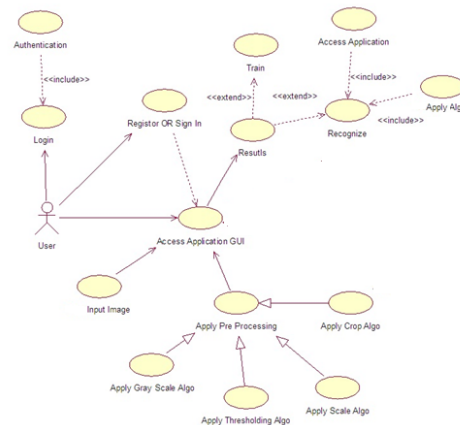 Authentication
Train
Access Application
<<include>>
<<extend>>
<<extend>>
<<include>>
Login
Registor OR Sign In
Resutls
Recognize
<<include>>
Apply Alg
User
Access Application GUI
Input Image
Apply Pre Processing
Apply Crop Algo
Apply Gray Scale Algo
Apply Thresholding Algo
Apply Scale Algo